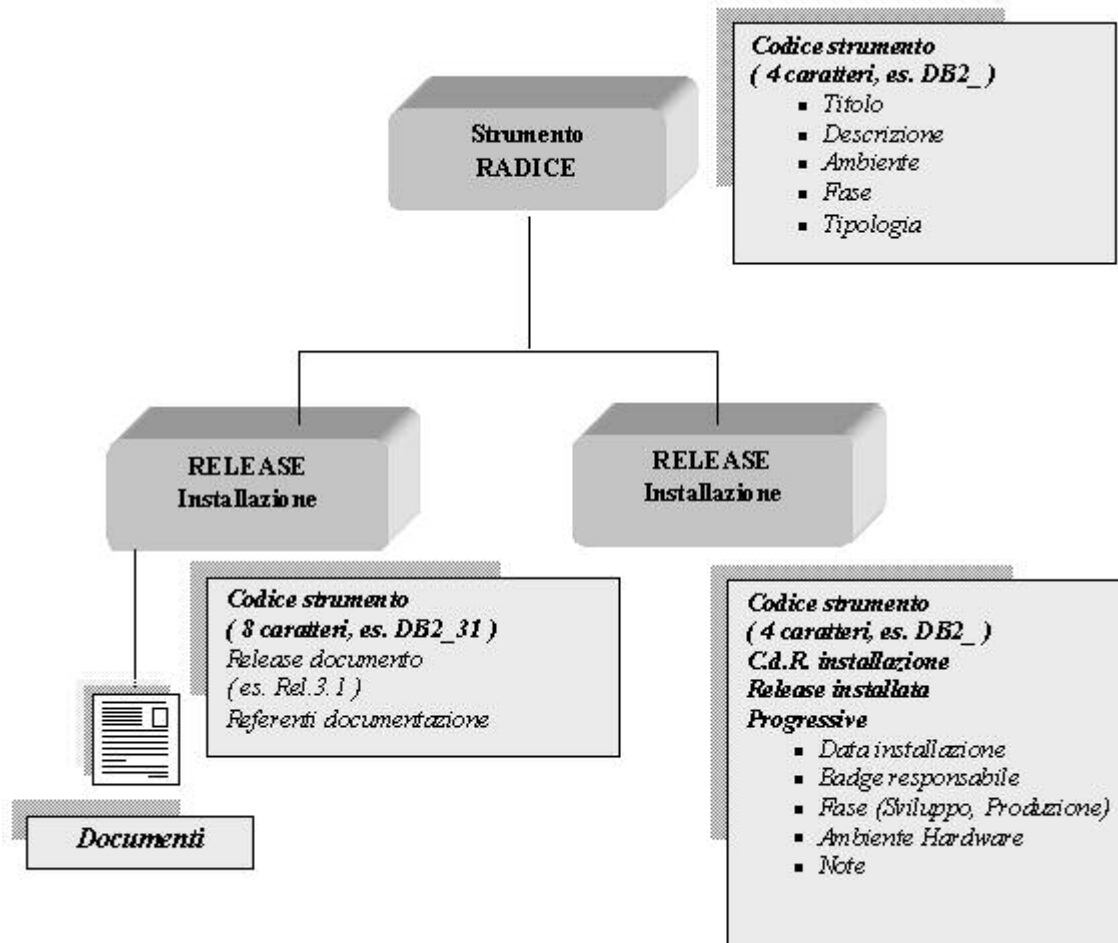 Strumento
RADICE
Codice strumento
( 4 caratteri, es. DB2_ )
▪ Titolo
▪ Descrizione
▪ Ambiente
▪ Fase
▪ Tipologia
RELEASE
Installazione
RELEASE
Installazione
Codice strumento
( 8 caratteri, es. DB2_31 )
Release documento
( es. Rel.3.1 )
Referenti documentazione
Documenti
Codice strumento
( 4 caratteri, es. DB2_ )
C.d.R. installazione
Release installata
Progressive
▪ Data installazione
▪ Badge responsabile
▪ Fase (Sviluppo, Produzione)
▪ Ambiente Hardware
▪ Note